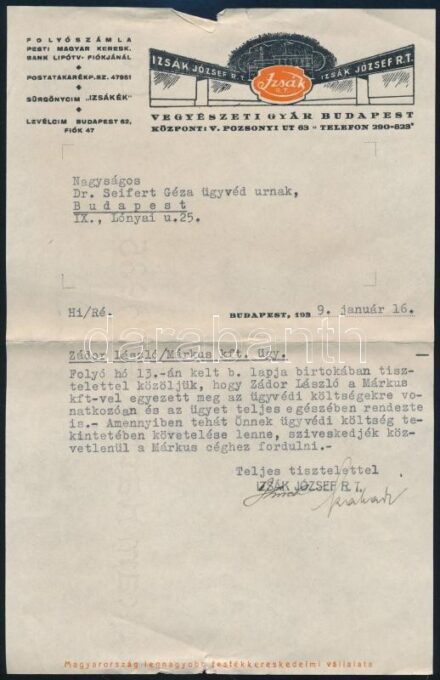 FOLYÓSZÁMLA
PESTI MAGYAR KERESK.
BANK LIPÓTV- FIÓKJÁNÁL
POSTATAKARÉKP.SZ. 47951
SÜRGÖNYCIM „IZSÁKÉK"
LEVÉLCIM BUDAPEST 62,
FIÓK 47
IZSÁK JÓZSEF R.T.
Izsák
R.T.
IZSÁK JÓZSEF R.T.
VEGYÉSZETI GYÁR BUDAPEST
KÖZPONT: V. POZSONYI UT 63 - TELEFON 290-823*
Nagyságos
Dr. Seifert Géza ügyvéd urnak,
Budapest
IX., Lónyai u.25.
Hi/Ré.
BUDAPEST, 193 9. január 16.
darabanth
Zádor László/Márkus kft. ügy.
Folyó hó 13.-án kelt b. lapja birtokában tisz-
telettel közöljük, hogy Zádor László a Márkus
kft-vel egyezett meg az ügyvédi költségekre vo-
natkozóan és az ügyet teljes egészében rendezte
is.- Amennyiben tehát Önnek ügyvédi költség te-
kintetében követelése lenne, sziveskedjék köz-
vetlenül a Márkus céghez fordulni.-
Teljes tisztelettel
IZSÁK JÓZSEF R.T.
Magyarország legnagyobb festékkereskedelmi vállalata